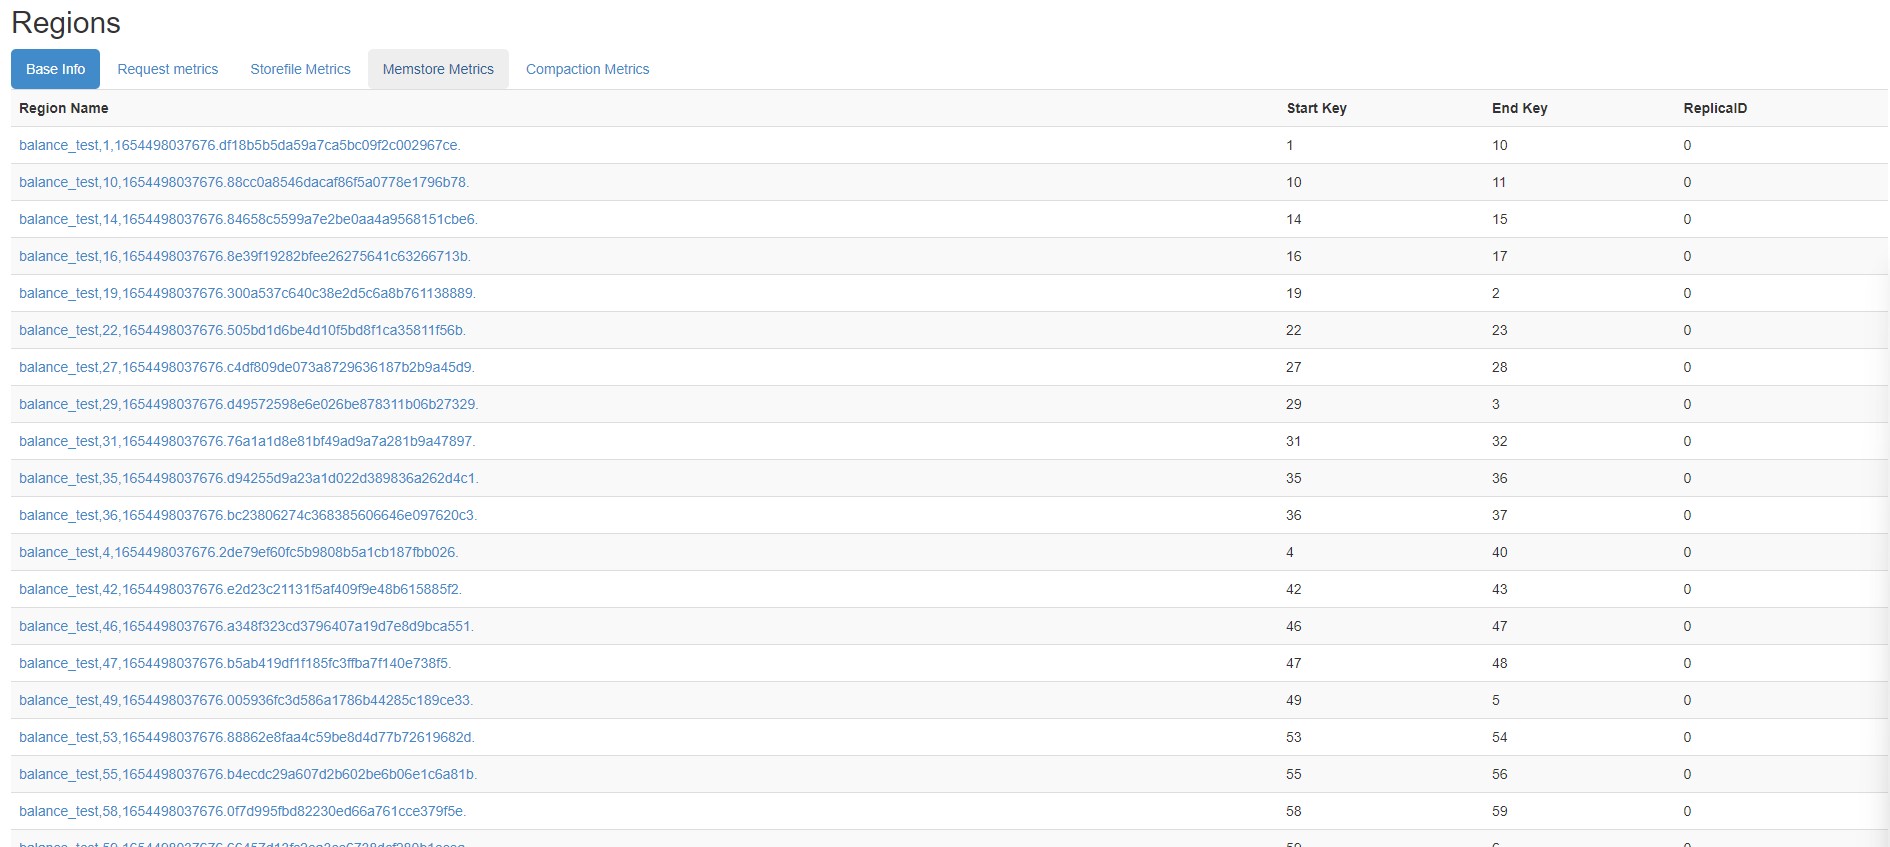 Regions
Base Info Request metrics Storefile Metrics Memstore Metrics Compaction Metrics
Region Name Start Key End Key ReplicaID
balance_test,1,1654498037676.df18b5b5da59a7ca5bc09f2c002967ce. 1 10 0
balance_test,10,1654498037676.88cc0a8546dacaf86f5a0778e1796b78. 10 11 0
balance_test,14,1654498037676.84658c5599a7e2be0aa4a9568151cbe6. 14 15 0
balance_test,16,1654498037676.8e39f19282bfee26275641c63266713b. 16 17 0
balance_test,19,1654498037676.300a537c640c38e2d5c6a8b761138889. 19 2 0
balance_test,22,1654498037676.505bd1d6be4d10f5bd8f1ca35811f56b. 22 23 0
balance_test,27,1654498037676.c4df809de073a8729636187b2b9a45d9. 27 28 0
balance_test,29,1654498037676.d49572598e6e026be878311b06b27329. 29 3 0
balance_test,31,1654498037676.76a1a1d8e81bf49ad9a7a281b9a47897. 31 32 0
balance_test,35,1654498037676.d94255d9a23a1d022d389836a262d4c1. 35 36 0
balance_test,36,1654498037676.bc23806274c368385606646e097620c3. 36 37 0
balance_test,4,1654498037676.2de79ef60fc5b9808b5a1cb187fbb026. 4 40 0
balance_test,42,1654498037676.e2d23c21131f5af409f9e48b615885f2. 42 43 0
balance_test,46,1654498037676.a348f323cd3796407a19d7e8d9bca551. 46 47 0
balance_test,47,1654498037676.b5ab419df1f185fc3ffba7f140e738f5. 47 48 0
balance_test,49,1654498037676.005936fc3d586a1786b44285c189ce33. 49 5 0
balance_test,53,1654498037676.88862e8faa4c59be8d4d77b72619682d. 53 54 0
balance_test,55,1654498037676.b4ecdc29a607d2b602be6b06e1c6a81b. 55 56 0
balance_test,58,1654498037676.0f7d995fbd82230ed66a761cce379f5e. 58 59 0